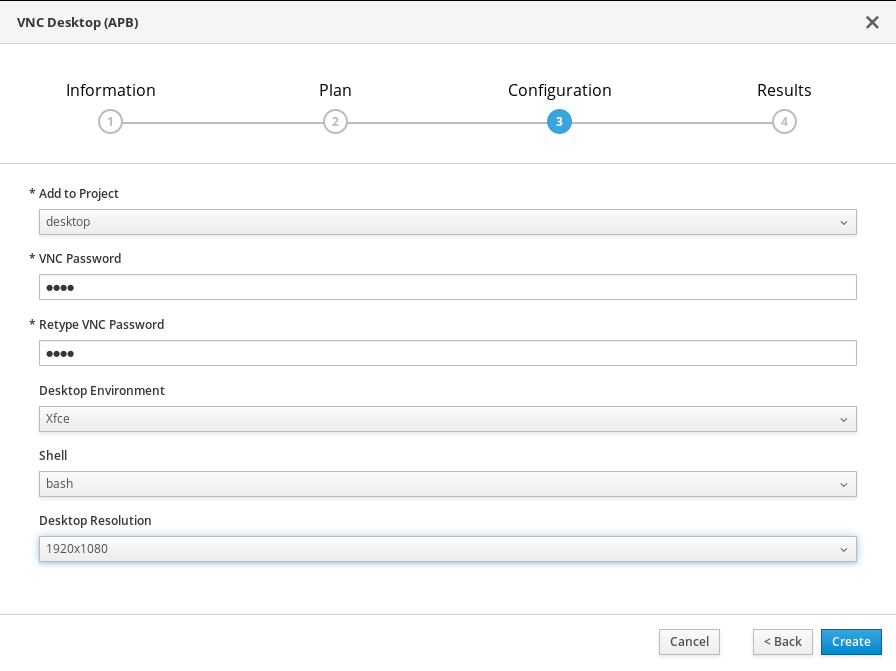 VNC Desktop (APB)
Information Plan Configuration Results
1 2 3 4
* Add to Project
desktop
* VNC Password
●●●●
* Retype VNC Password
●●●●
Desktop Environment
Xfce
Shell
bash
Desktop Resolution
1920x1080
Cancel < Back Create